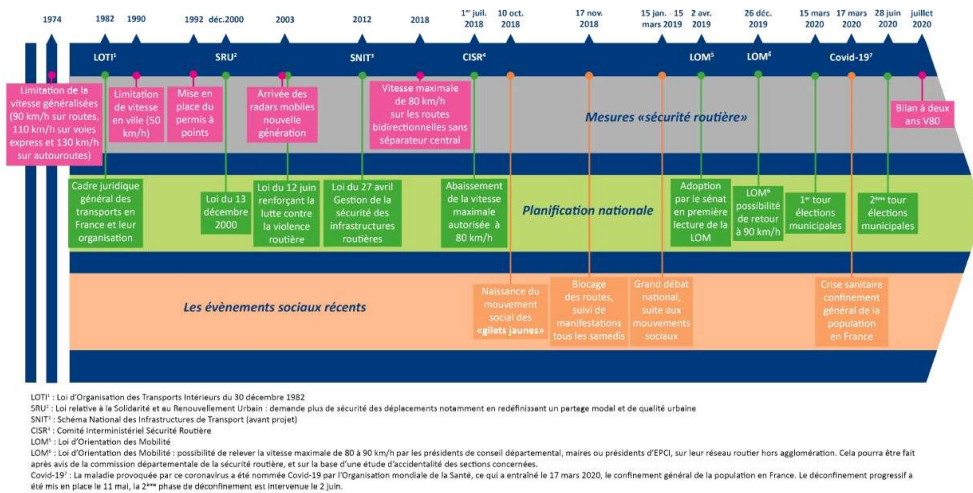 1974
1982
1990
1992
déc.2000
2003
2012
2018
1er juil.
2018
10 oct.
2018
17 nov.
2018
15 jan. - 15
mars 2019
2 avr.
2019
26 déc.
2019
15 mars
2020
17 mars
2020
28 juin
2020
juillet
2020
LOTI¹
SRU²
SNIT³
CISR⁴
LOM⁵
LOM⁶
Covid-19⁷
Limitation de la
vitesse généralisées
(90 km/h sur routes,
110 km/h sur voies
express et 130 km/h
sur autouroutes)
Limitation
de vitesse
en ville (50
km/h)
Mise en
place du
permis à
points
Arrivée des
radars mobiles
nouvelle
génération
Vitesse maximale
de 80 km/h
sur les routes
bidirectionnelles sans
séparateur central
Mesures «sécurité routière»
Bilan à deux
ans V80
Cadre juridique
général des
transports en
France et leur
organisation
Loi du 13
décembre
2000
Loi du 12 juin
renforçant la
lutte contre
la violence
routière
Loi du 27 avril
Gestion de la
sécurité des
infrastructures
routières
Abaissement
de la vitesse
maximale
autorisée à
80 km/h
Planification nationale
Adoption
par le sénat
en première
lecture de la
LOM
LOM⁶
possibilité
de retour
à 90 km/h
1er tour
élections
municipales
2ème tour
élections
municipales
Les évènements sociaux récents
Naissance du
mouvement
social des
«gilets jaunes»
Blocage
des routes,
suivi de
manifestations
tous les samedis
Grand débat
national,
suite aux
mouvements
sociaux
Crise sanitaire
confinement
général de la
population
en France
LOTI¹ : Loi d'Organisation des Transports Intérieurs du 30 décembre 1982
SRU² : Loi relative à la Solidarité et au Renouvellement Urbain : demande plus de sécurité des déplacements notamment en redéfinissant un partage modal et de qualité urbaine
SNIT³ : Schéma National des Infrastructures de Transport (avant projet)
CISR⁴ : Comité Interministériel Sécurité Routière
LOM⁵ : Loi d'Orientation des Mobilité
LOM⁶ : Loi d'Orientation des Mobilité : possibilité de relever la vitesse maximale de 80 à 90 km/h par les présidents de conseil départemental, maires ou présidents d'EPCI, sur leur réseau routier hors agglomération. Cela pourra être fait
après avis de la commission départementale de la sécurité routière, et sur la base d'une étude d'accidentalité des sections concernées.
Covid-19⁷ : La maladie provoquée par ce coronavirus a été nommée Covid-19 par l'Organisation mondiale de la Santé, ce qui a entraîné le 17 mars 2020, le confinement général de la population en France. Le déconfinement progressif a
été mis en place le 11 mai, la 2ème phase de déconfinement est intervenue le 2 juin.